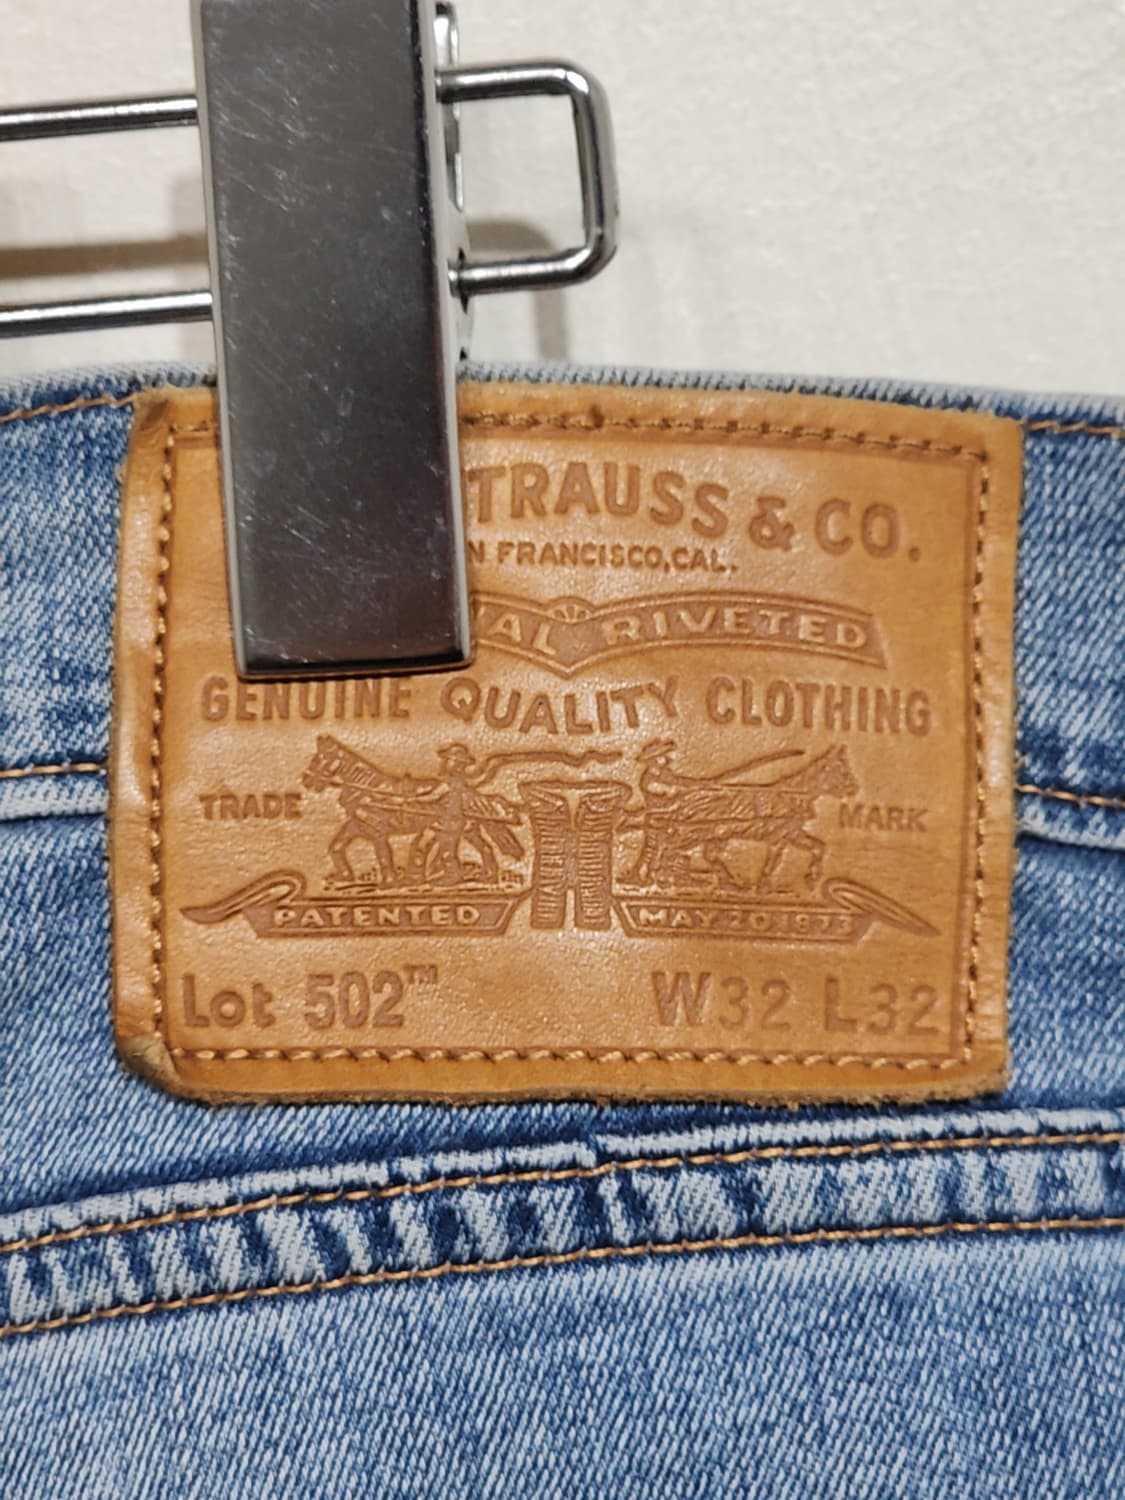 TRAUSS & CO.
N FRANCISCO, CAL.
AL RIVETED
GENUINE QUALITY CLOTHING
TRADE MARK
PATENTED MAY 20 1873
Lot 502™ W32 L32